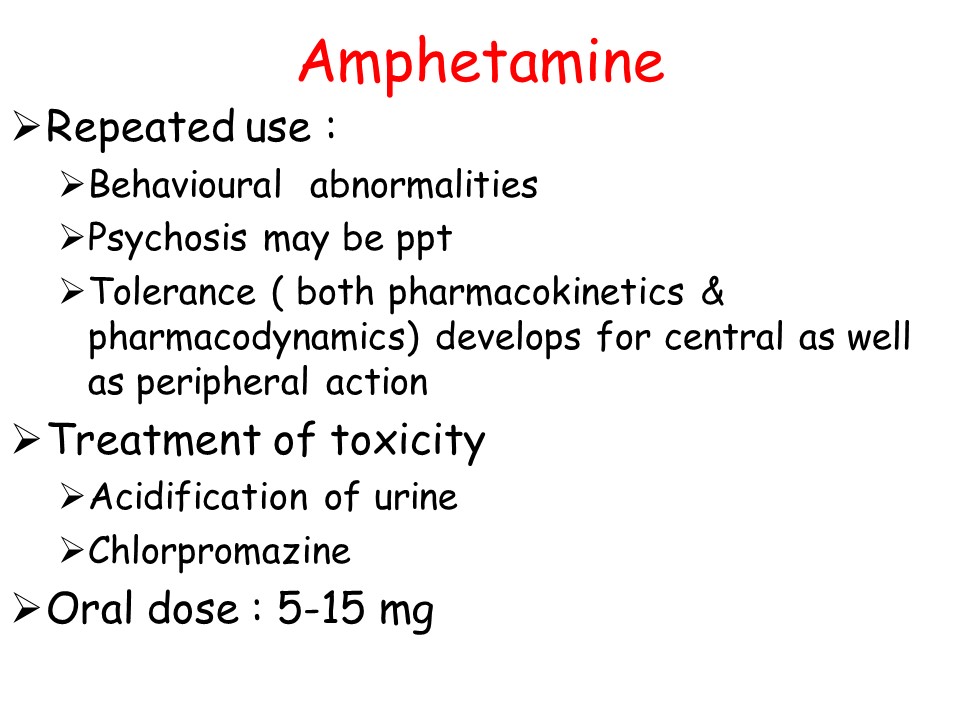 Amphetamine
➢Repeated use :
➢Behavioural abnormalities
➢Psychosis may be ppt
➢Tolerance ( both pharmacokinetics &
pharmacodynamics) develops for central as well
as peripheral action
➢Treatment of toxicity
➢Acidification of urine
➢Chlorpromazine
➢Oral dose : 5-15 mg